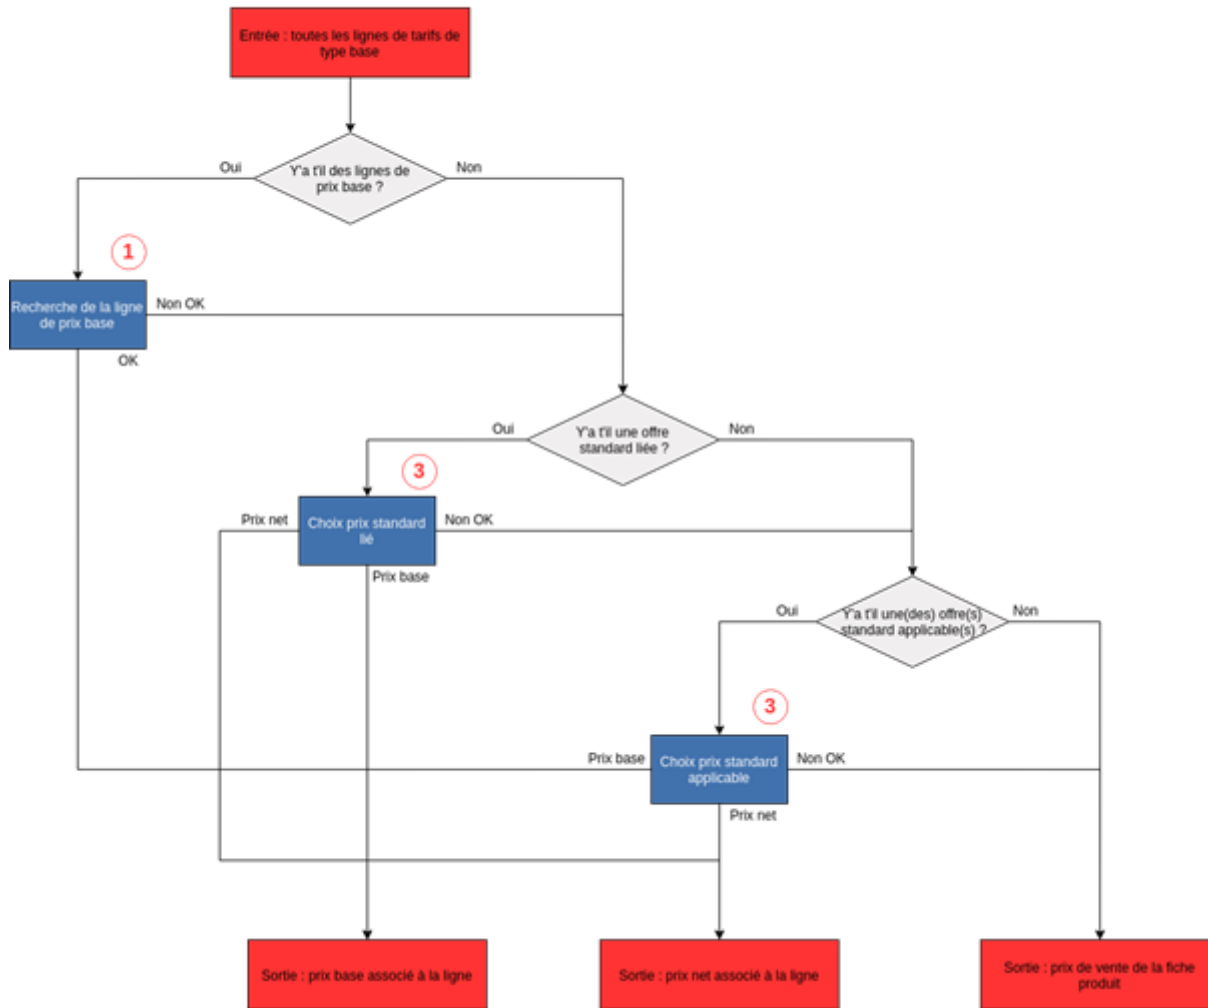 Entrée : toutes les lignes de tarifs de
type base
Oui
Y'a t'il des lignes de
prix base ?
Non
1
Recherche de la ligne
de prix base
Non OK
OK
Oui
Y'a t'il une offre
standard liée ?
Non
3
Prix net
Choix prix standard
lié
Non OK
Prix base
Oui
Y'a t'il une(des) offre(s)
standard applicable(s) ?
Non
3
Prix base
Choix prix standard
applicable
Non OK
Prix net
Sortie : prix base associé à la ligne
Sortie : prix net associé à la ligne
Sortie : prix de vente de la fiche
produit